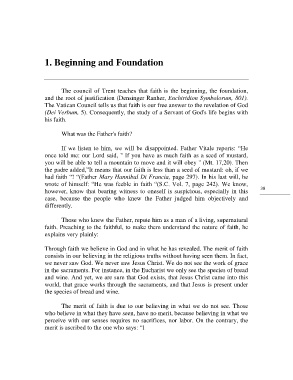 1. Beginning and Foundation
The council of Trent teaches that faith is the beginning, the foundation,
and the root of justification (Densinger Ranher, Enchiridion Symbolorum, 801).
The Vatican Council tells us that faith is our free answer to the revelation of God
(Dei Verbum, 5). Consequently, the study of a Servant of God's life begins with
his faith.
What was the Father's faith?
If we listen to him, we will be disappointed. Father Vitale reports: "He
once told me: our Lord said, " If you have as much faith as a seed of mustard,
you will be able to tell a mountain to move and it will obey " (Mt. 17,20). Then
the padre added,"It means that our faith is less than a seed of mustard: oh, if we
had faith "! "(Father Mary Hannibal Di Francia, page 297). In his last will, he
wrote of himself: "He was feable in faith "(S.C. Vol. 7, page 242). We know,
however, know that bearing witness to oneself is suspicious, especially in this
case, because the people who knew the Father judged him objectively and
differently.
Those who knew the Father, repute him as a man of a living, supernatural
faith. Preaching to the faithful, to make them understand the nature of faith, he
explains very plainly:
Through faith we believe in God and in what he has revealed. The merit of faith
consists in our believing in the religious truths without having seen them. In fact,
we never saw God. We never saw Jesus Christ. We do not see the work of grace
in the sacraments. For instance, in the Eucharist we only see the species of bread
and wine. And yet, we are sure that God exists, that Jesus Christ came into this
world, that grace works through the sacraments, and that Jesus is present under
the species of bread and wine.
The merit of faith is due to our believing in what we do not see. Those
who believe in what they have seen, have no merit, because believing in what we
perceive with our senses requires no sacrifices, nor labor. On the contrary, the
merit is ascribed to the one who says: "I